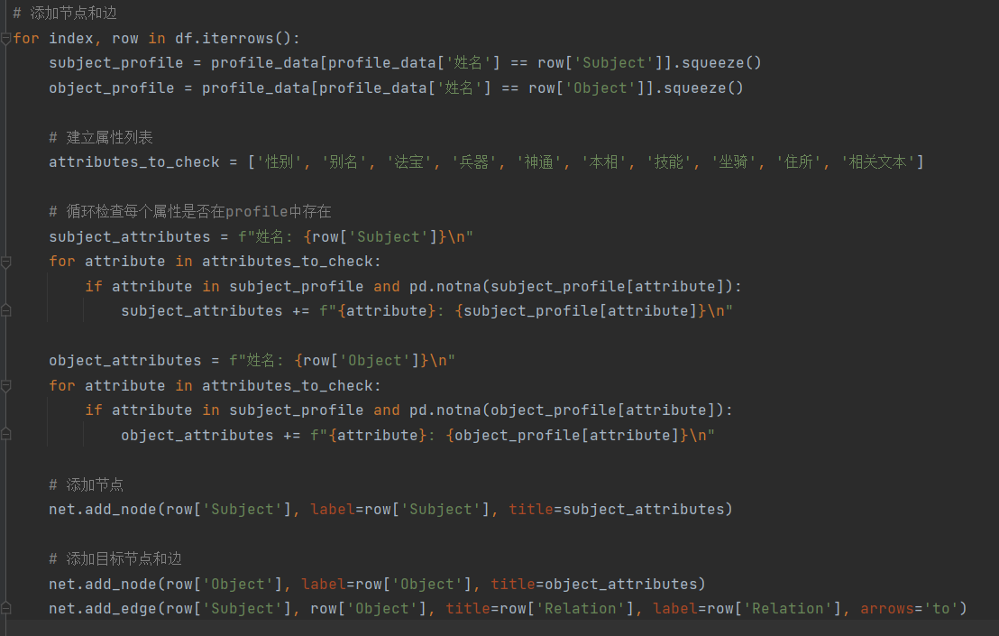 # 添加节点和边
for index, row in df.iterrows():
    subject_profile = profile_data[profile_data['姓名'] == row['Subject']].squeeze()
    object_profile = profile_data[profile_data['姓名'] == row['Object']].squeeze()
    # 建立属性列表
    attributes_to_check = ['性别', '别名', '法宝', '兵器', '神通', '本相', '技能', '坐骑', '住所', '相关文本']
    # 循环检查每个属性是否在profile中存在
    subject_attributes = f"姓名: {row['Subject']}\n"
    for attribute in attributes_to_check:
        if attribute in subject_profile and pd.notna(subject_profile[attribute]):
            subject_attributes += f"{attribute}: {subject_profile[attribute]}\n"
    object_attributes = f"姓名: {row['Object']}\n"
    for attribute in attributes_to_check:
        if attribute in subject_profile and pd.notna(object_profile[attribute]):
            object_attributes += f"{attribute}: {object_profile[attribute]}\n"
    # 添加节点
    net.add_node(row['Subject'], label=row['Subject'], title=subject_attributes)
    # 添加目标节点和边
    net.add_node(row['Object'], label=row['Object'], title=object_attributes)
    net.add_edge(row['Subject'], row['Object'], title=row['Relation'], label=row['Relation'], arrows='to')